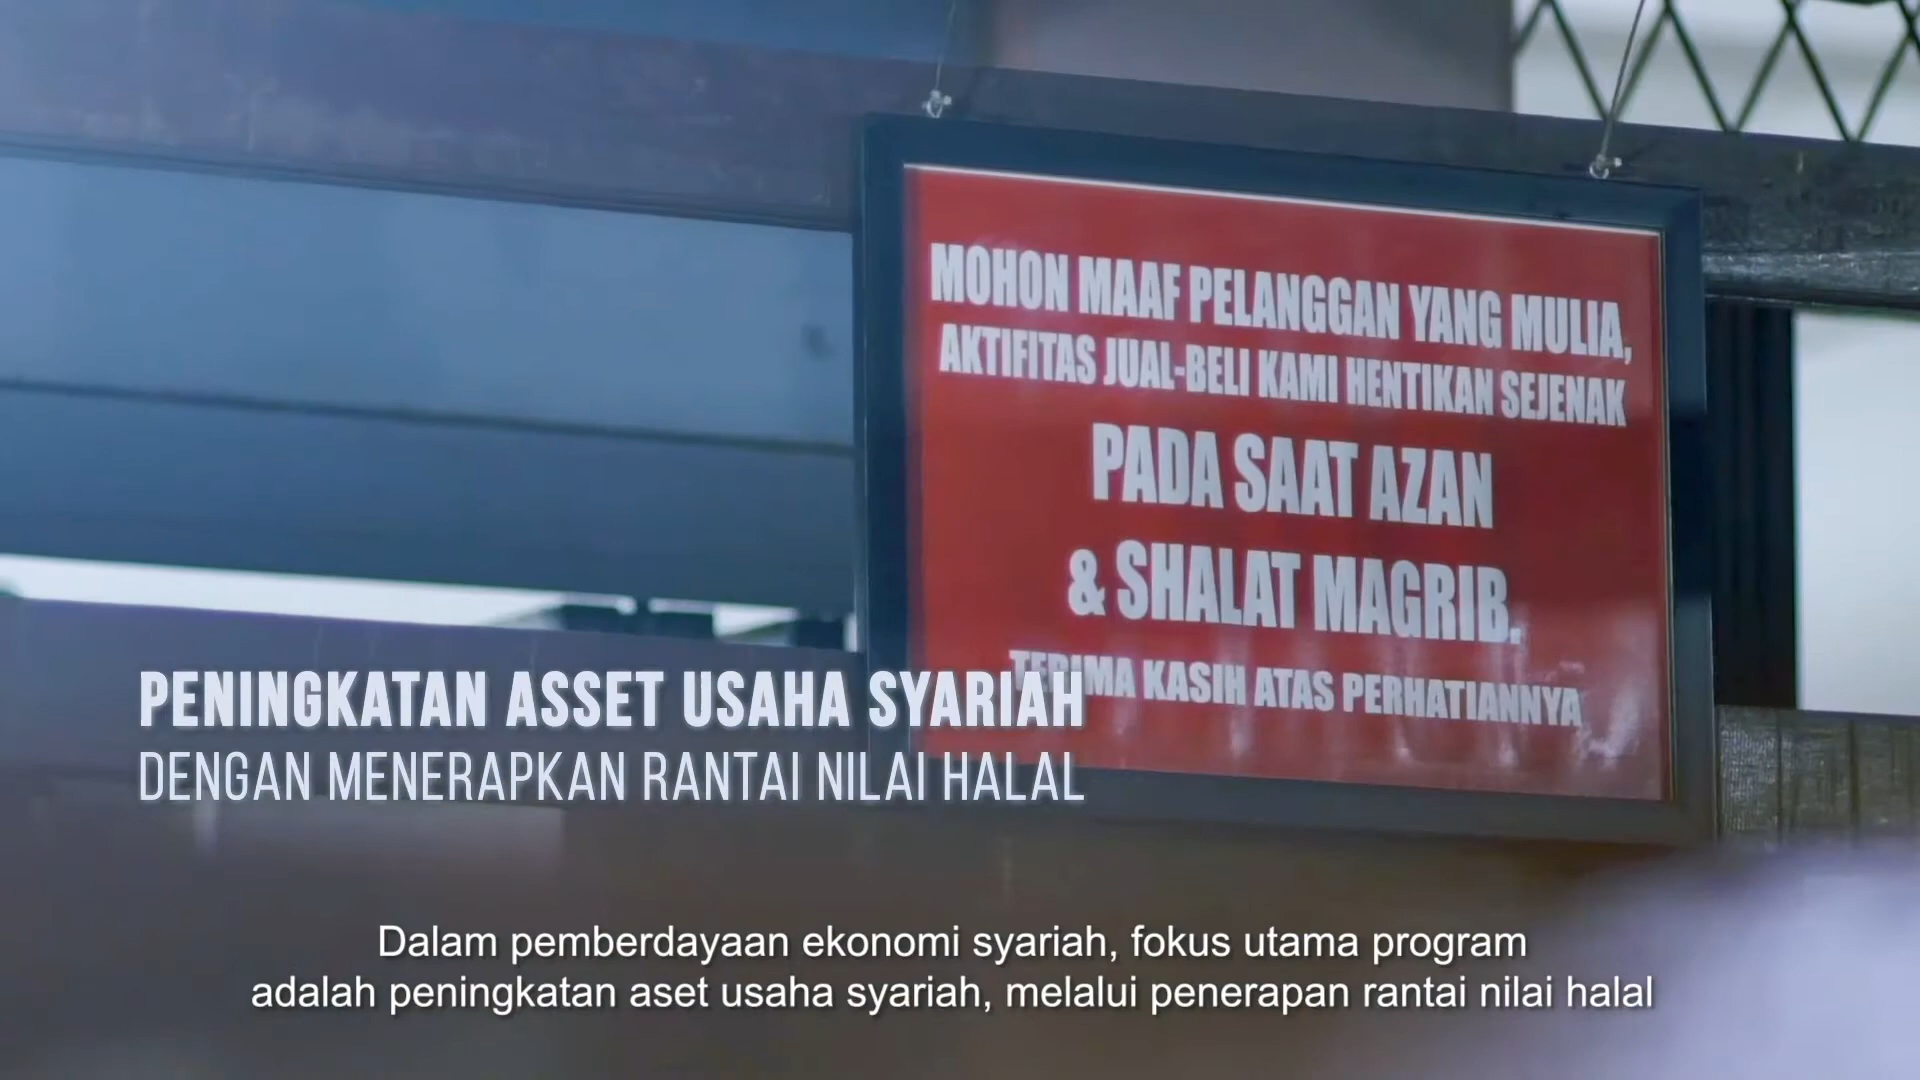 MOHON MAAF PELANGGAN YANG MULIA,
AKTIFITAS JUAL-BELI KAMI HENTIKAN SEJENAK
PADA SAAT AZAN
& SHALAT MAGRIB.
TERIMA KASIH ATAS PERHATIANNYA
PENINGKATAN ASSET USAHA SYARIAH
DENGAN MENERAPKAN RANTAI NILAI HALAL
Dalam pemberdayaan ekonomi syariah, fokus utama program
adalah peningkatan aset usaha syariah, melalui penerapan rantai nilai halal